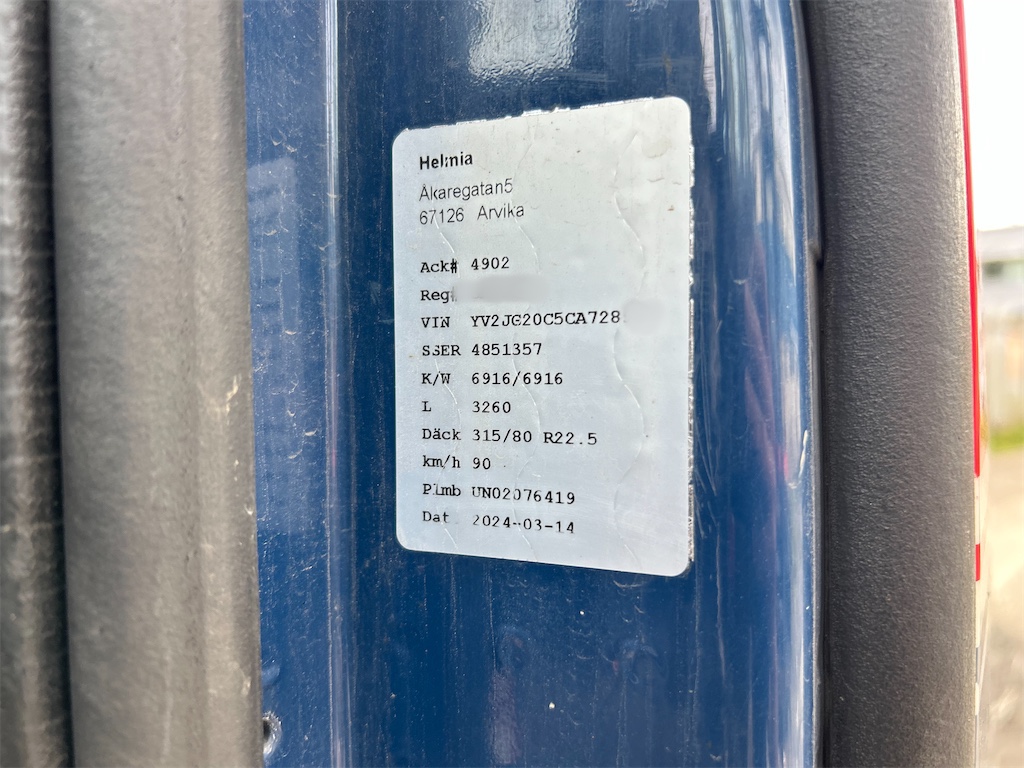 Helmia
Åkaregatan5
67126 Arvika
Ack# 4902
Reg.
VIN YV2JG20C5CA728
SSER 4851357
K/W 6916/6916
L 3260
Däck 315/80 R22.5
km/h 90
Plmb UN02076419
Dat 2024-03-14